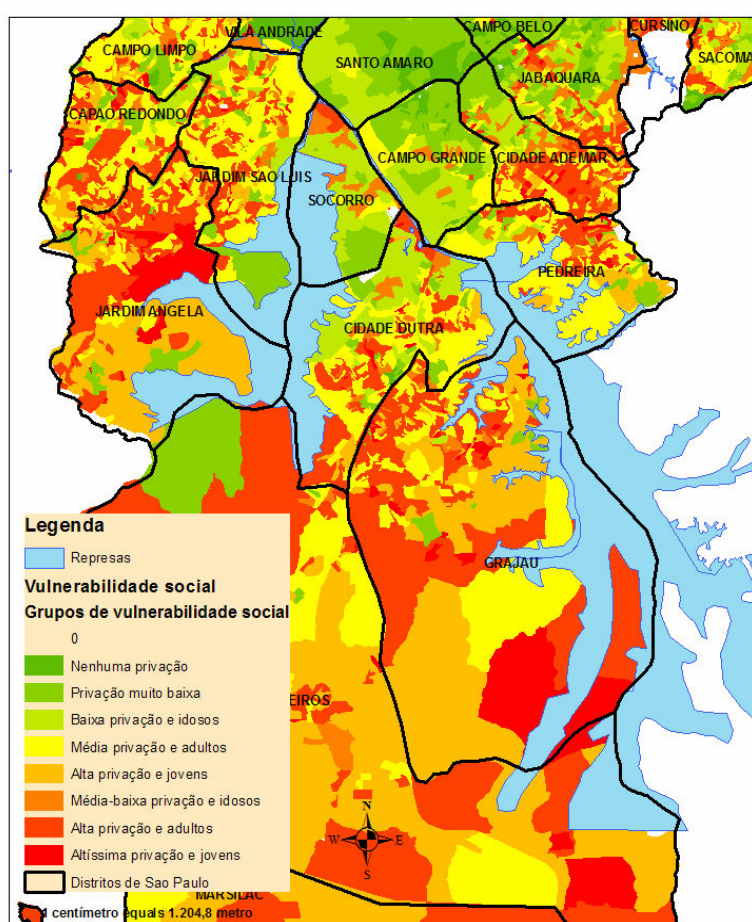 VILA ANDRADE
CAMPO BELO
CURSINO
CAMPO LIMPO
SANTO AMARO
SACOMA
JABAQUARA
CAPAO REDONDO
CAMPO GRANDE
CIDADE ADEMAR
JARDIM SAO LUIS
SOCORRO
PEDREIRA
JARDIM ANGELA
CIDADE DUTRA
GRAJAU
Legenda
Represas
Vulnerabilidade social
Grupos de vulnerabilidade social
0
Nenhuma privação
Privação muito baixa
Baixa privação e idosos
Média privação e adultos
Alta privação e jovens
Média-baixa privação e idosos
Alta privação e adultos
Altíssima privação e jovens
Distritos de Sao Paulo
EIROS
N
W E
S
MARSILAC
centímetro equals 1.204,8 metro